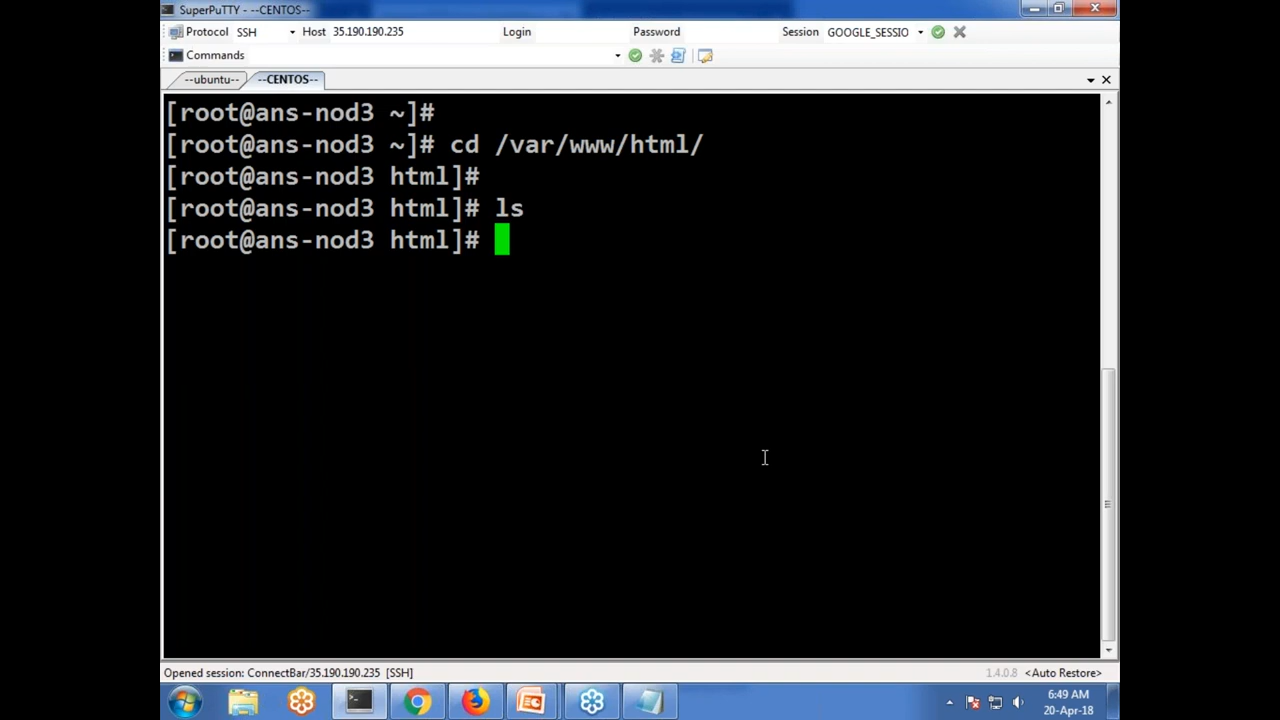 SuperPuTTY - --CENTOS--
Protocol SSH Host 35.190.190.235 Login Password Session GOOGLE_SESSIO
Commands
--ubuntu-- --CENTOS--
[root@ans-nod3 ~]#
[root@ans-nod3 ~]# cd /var/www/html/
[root@ans-nod3 html]#
[root@ans-nod3 html]# ls
[root@ans-nod3 html]#
Opened session: ConnectBar/35.190.190.235 [SSH] 1.4.0.8 <Auto Restore>
6:49 AM
20-Apr-18